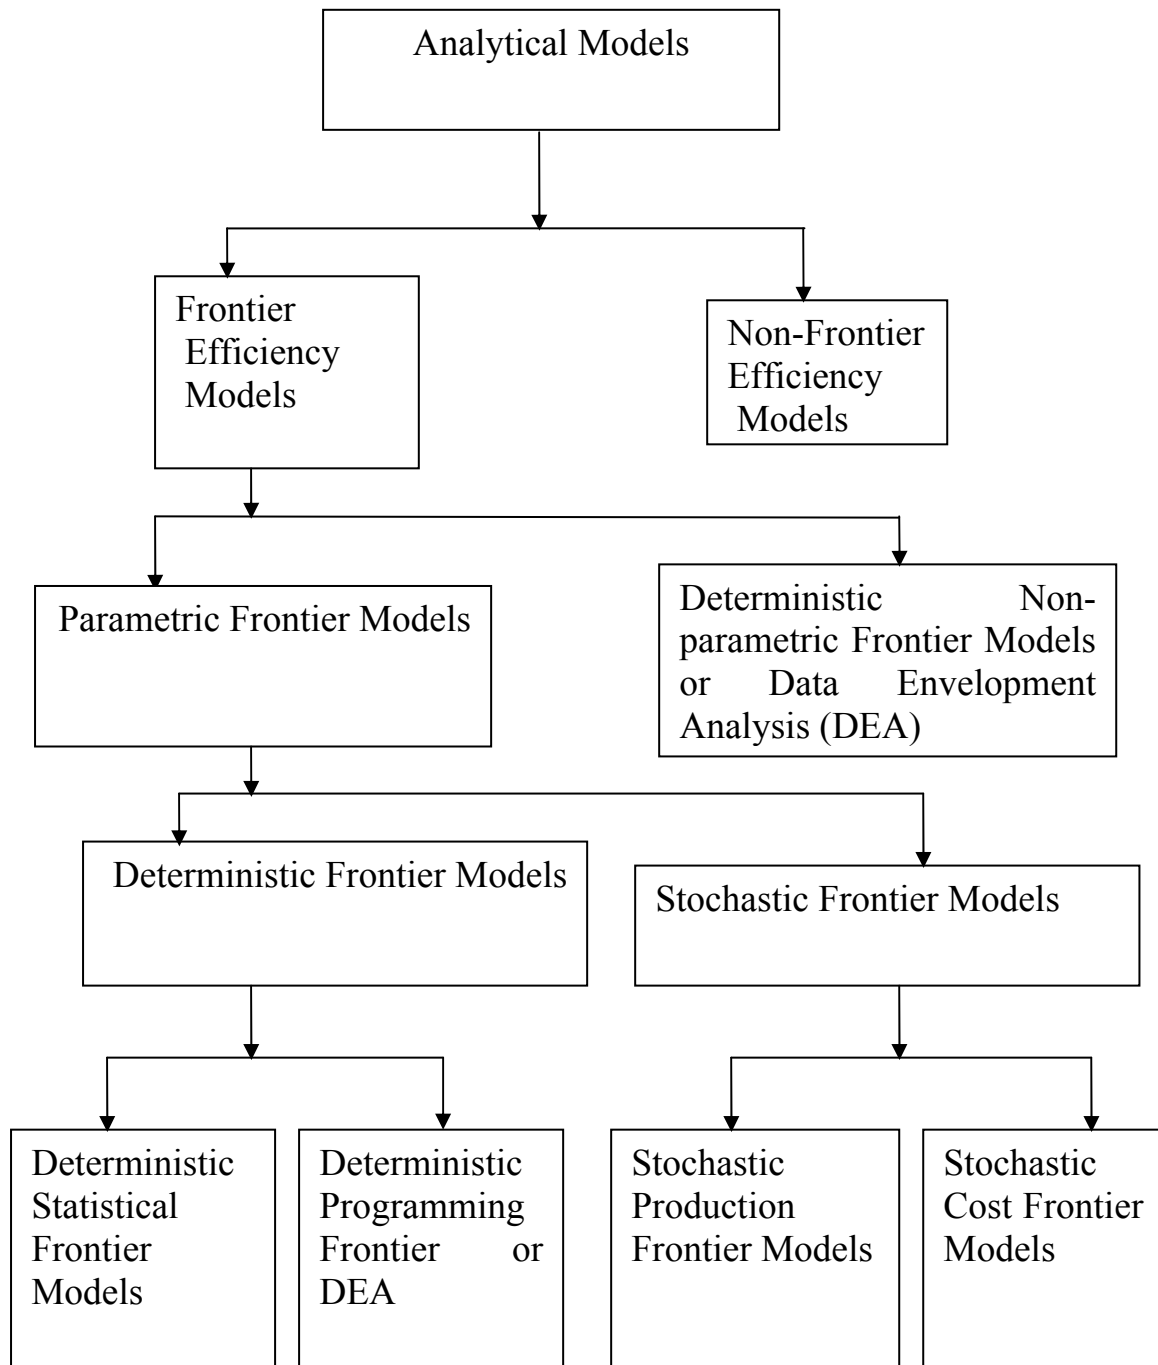 Analytical Models
Frontier
Efficiency
Models
Non-Frontier
Efficiency
Models
Parametric Frontier Models
Deterministic Non-
parametric Frontier Models
or Data Envelopment
Analysis (DEA)
Deterministic Frontier Models
Stochastic Frontier Models
Deterministic
Statistical
Frontier
Models
Deterministic
Programming
Frontier or
DEA
Stochastic
Production
Frontier Models
Stochastic
Cost Frontier
Models